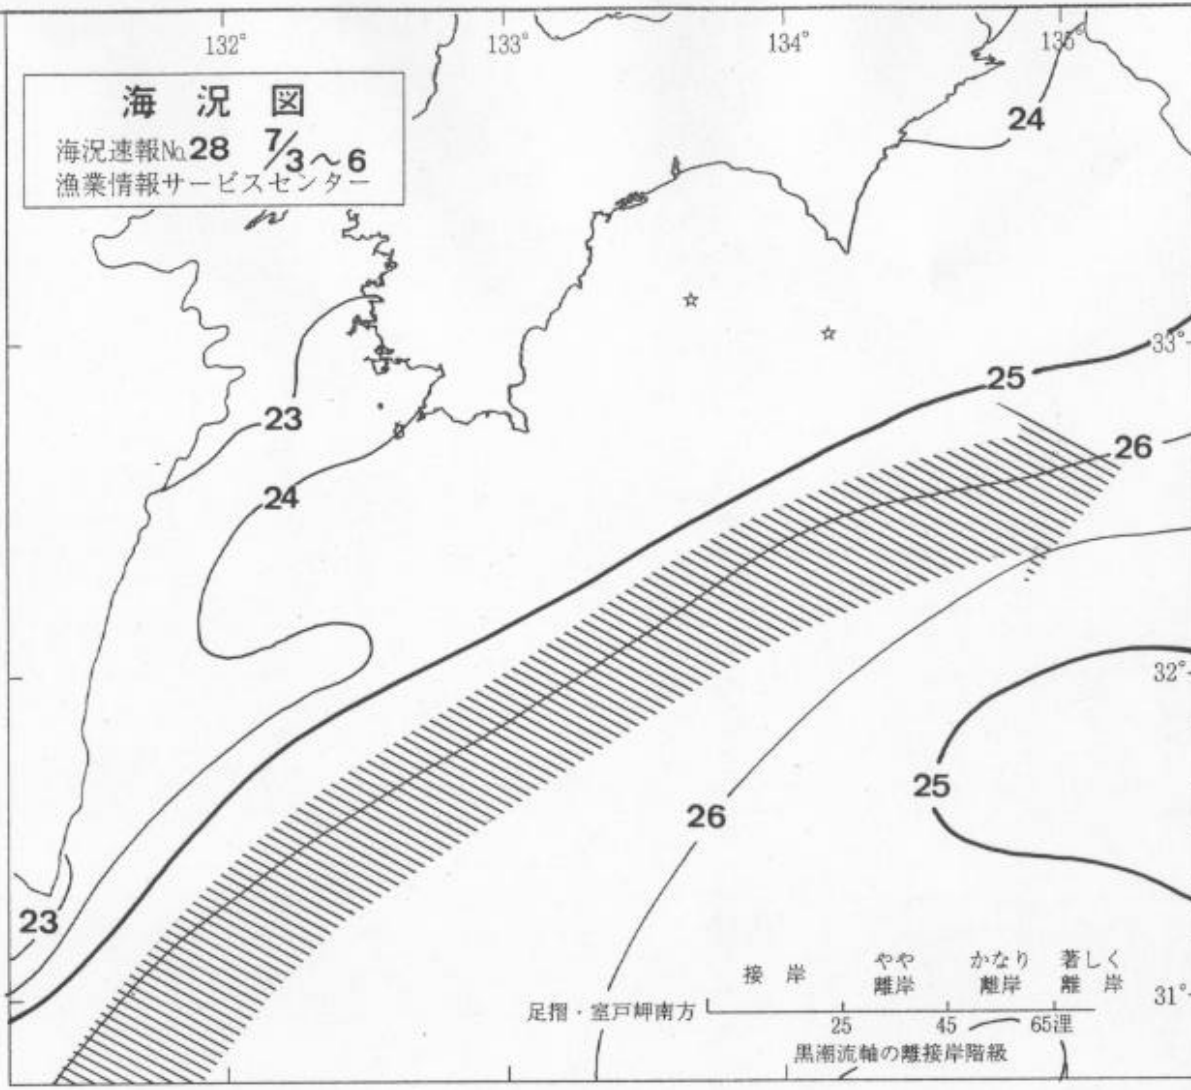 132°
133°
134°
135°
海況図
海況速報No.28 7/3～6
漁業情報サービスセンター
24
23
24
25
33°
26
32°
25
26
23
31°
接岸
やや離岸
かなり離岸
著しく離岸
足摺・室戸岬南方
25
45
65浬
黒潮流軸の離接岸階級